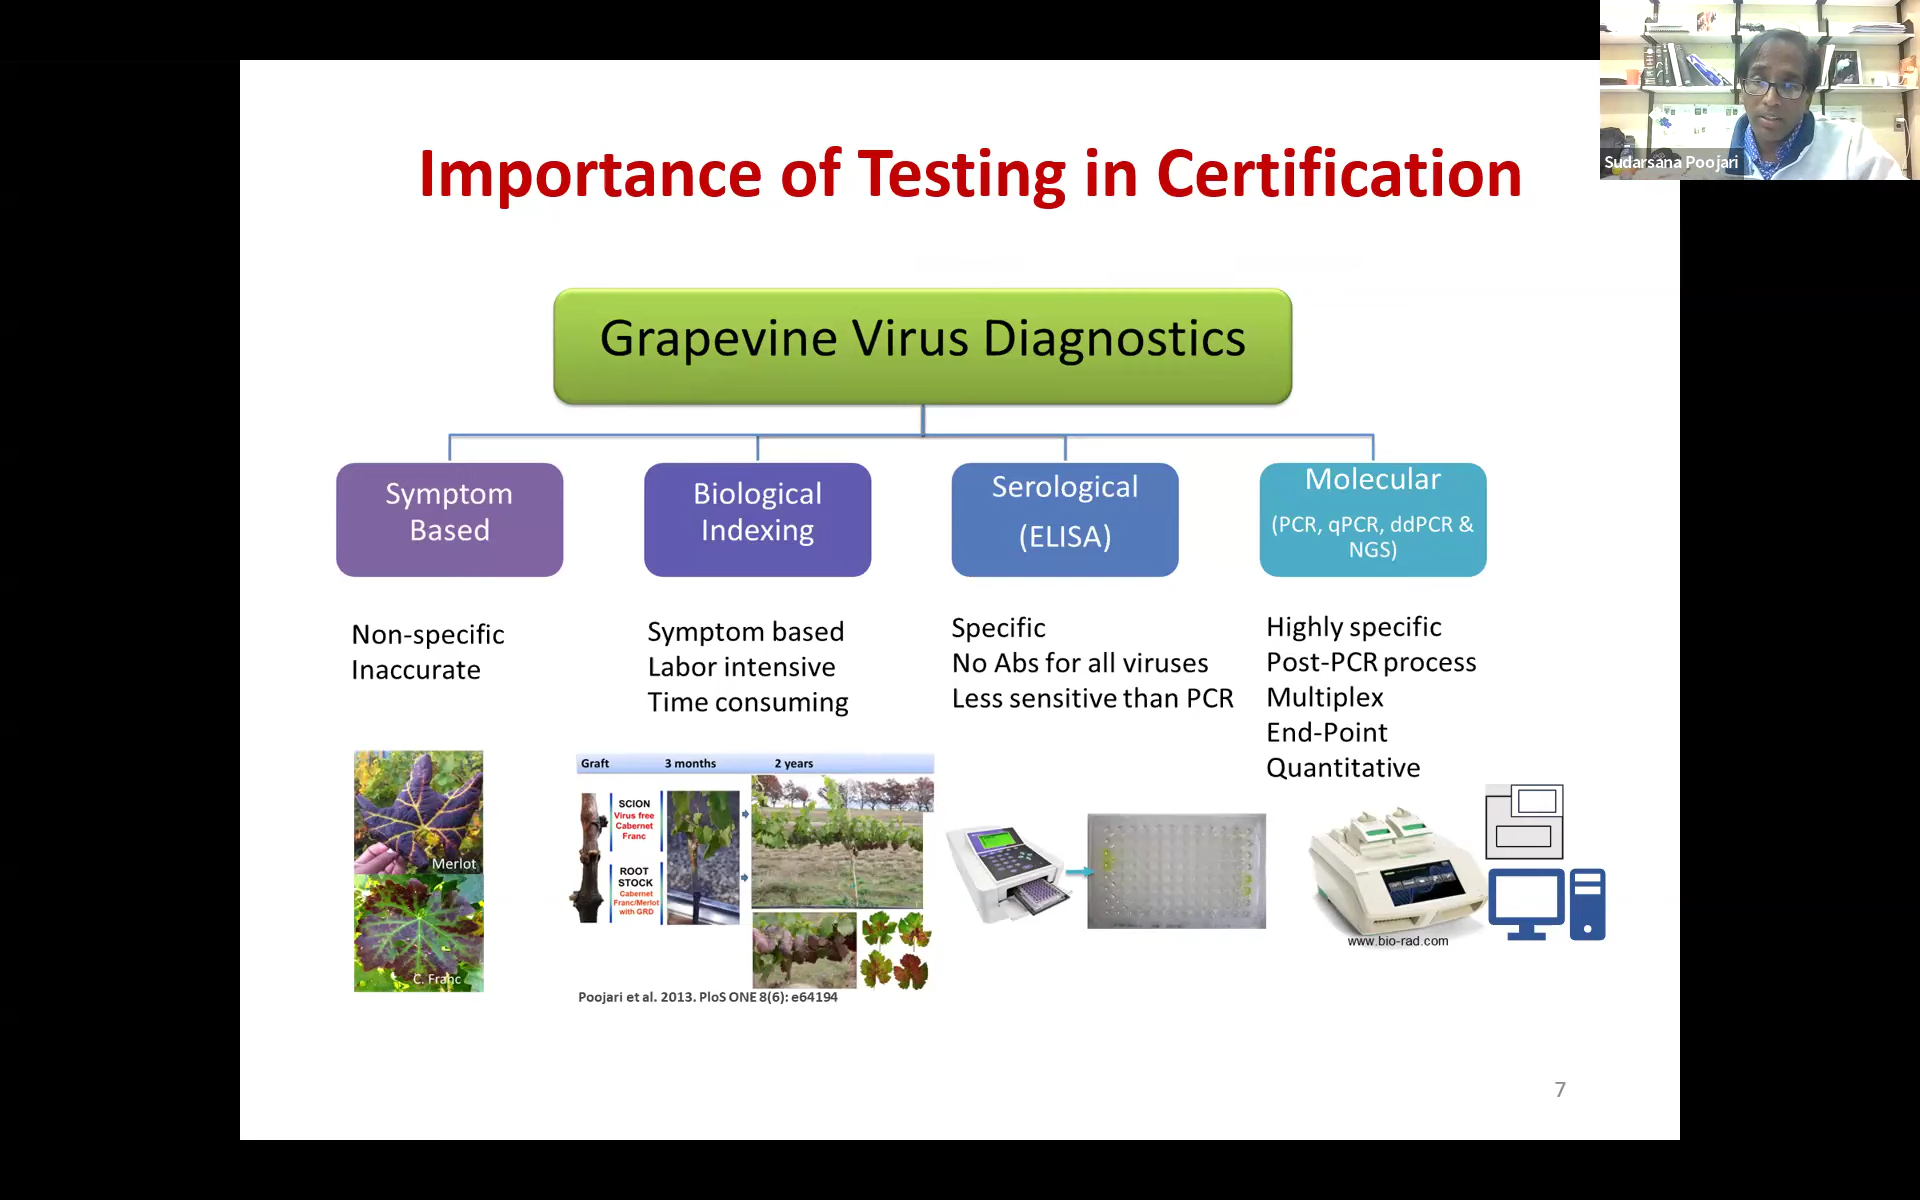 Sudarsana Poojari
Importance of Testing in Certification
Grapevine Virus Diagnostics
Symptom
Based
Biological
Indexing
Serological
(ELISA)
Molecular
(PCR, qPCR, ddPCR &
NGS)
Non-specific
Inaccurate
Symptom based
Labor intensive
Time consuming
Specific
No Abs for all viruses
Less sensitive than PCR
Highly specific
Post-PCR process
Multiplex
End-Point
Quantitative
Merlot
C. Franc
Graft 3 months 2 years
SCION
Virus free
Cabernet
Franc
ROOT
STOCK
Cabernet
Franc/Merlot
with GRD
Poojari et al. 2013. PloS ONE 8(6): e64194
www.bio-rad.com
7